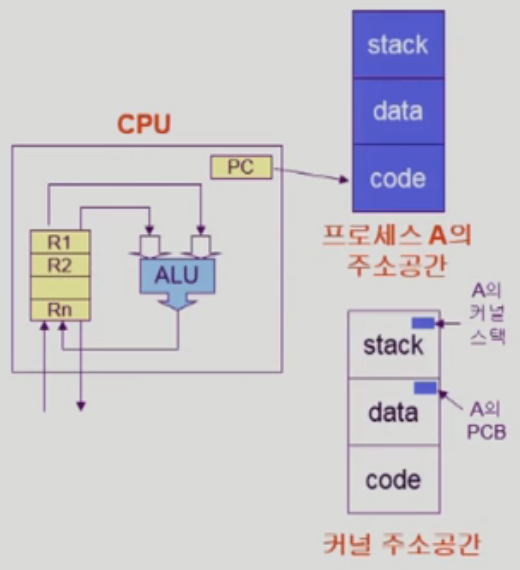 CPU
PC
R1
R2
Rn
ALU
stack
data
code
프로세스 A의
주소공간
stack
data
code
A의
커널
스택
A의
PCB
커널 주소공간